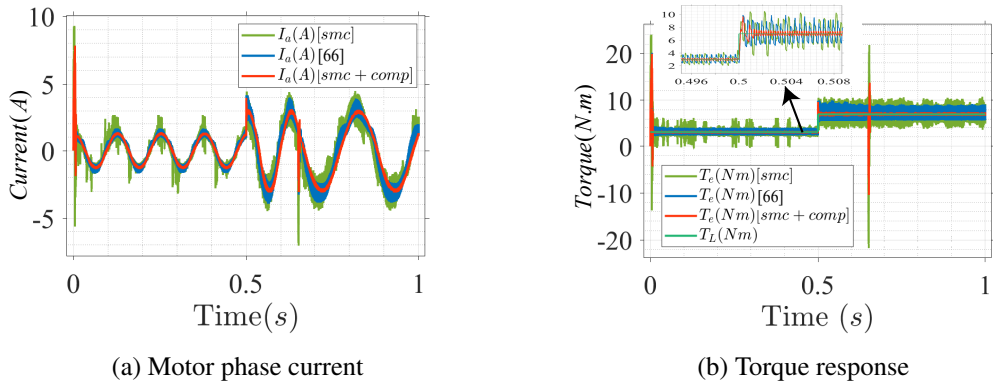 10
5
0
-5
Current(A)
I_a(A)[smc]
I_a(A)[66]
I_a(A)⌊smc + comp]
0
0.5
1
Time(s)
(a) Motor phase current
20
10
0
-10
-20
Torque(N.m)
10
8
6
4
2
0.496
0.5
0.504
0.508
T_e(Nm)[smc]
T_e(Nm)[66]
T_e(Nm)⌊smc + comp]
T_L(Nm)
0
0.5
1
Time (s)
(b) Torque response